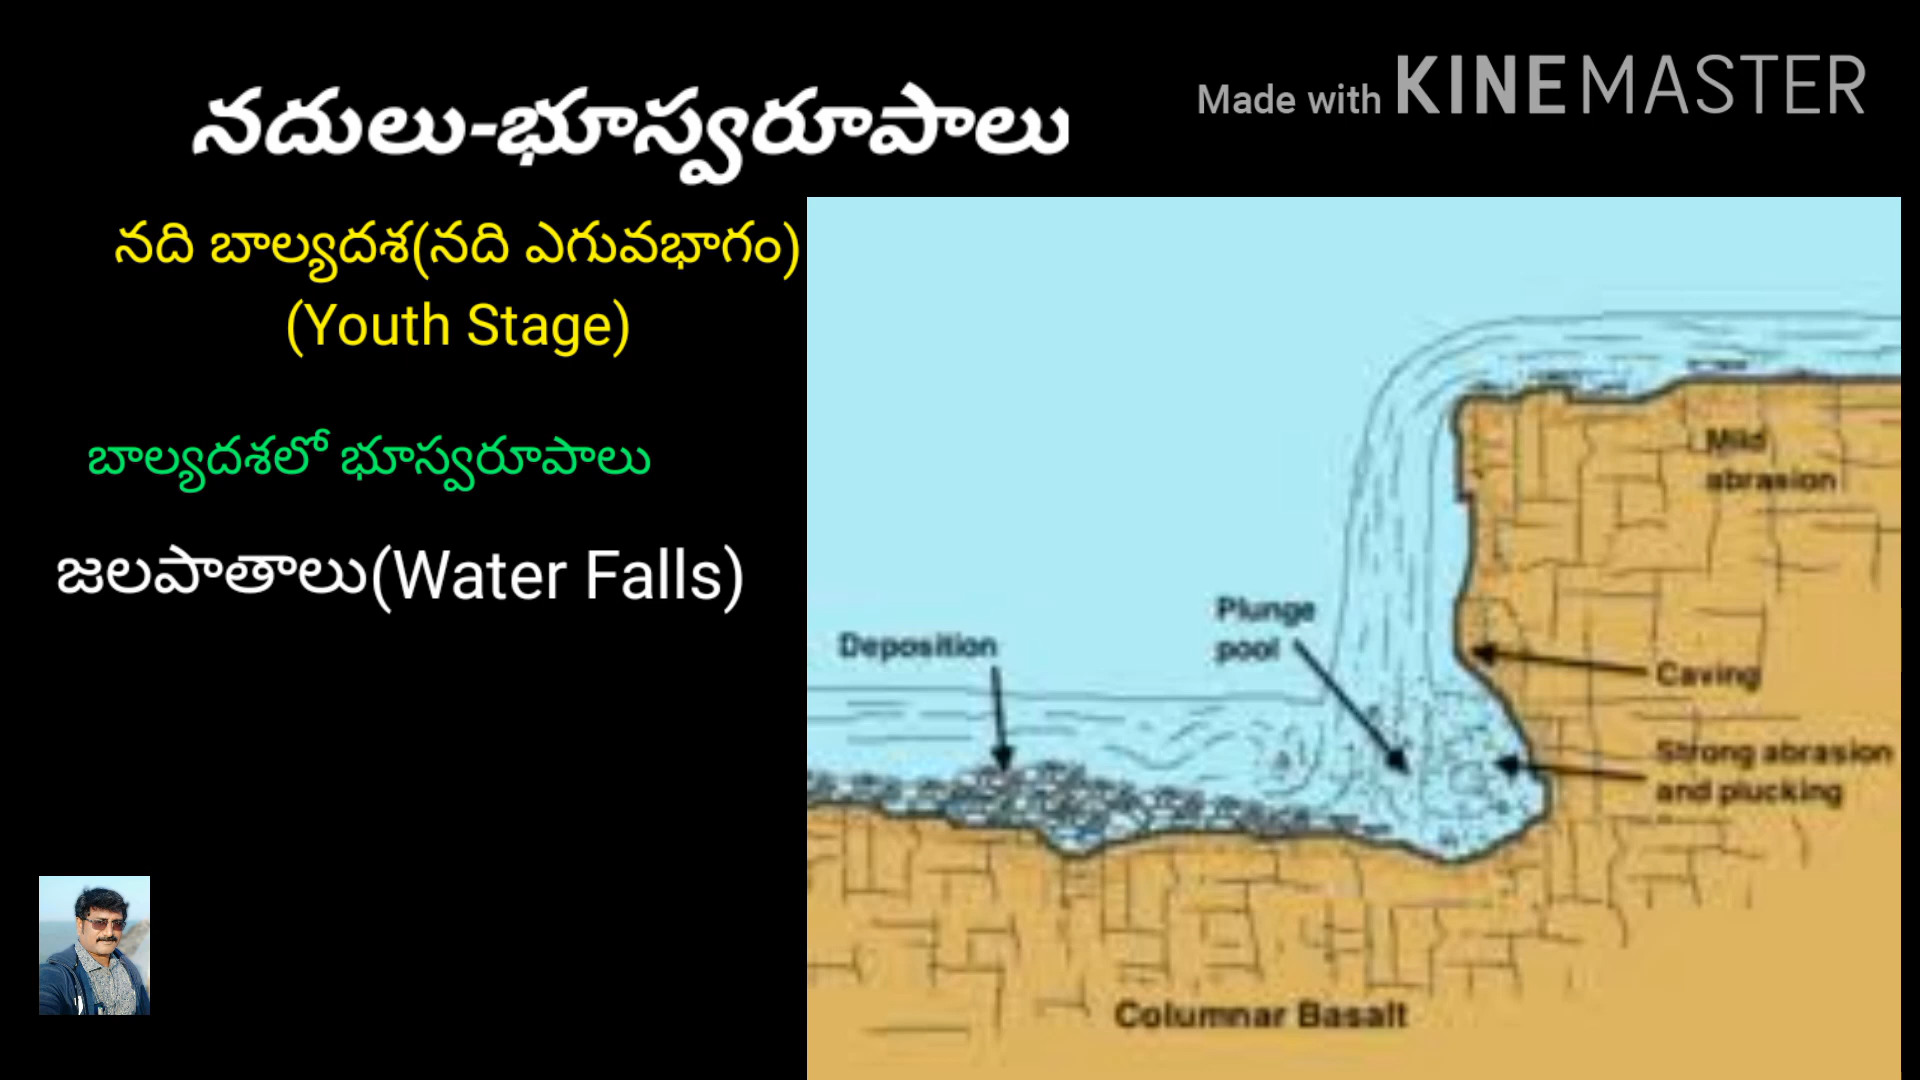 Made with KINEMASTER
నదులు-భూస్వరూపాలు
నది బాల్యదశ(నది ఎగువభాగం)
(Youth Stage)
బాల్యదశలో భూస్వరూపాలు
జలపాతాలు(Water Falls)
Mild
abrasion
Plunge
pool
Deposition
Caving
Strong abrasion
and plucking
Columnar Basalt